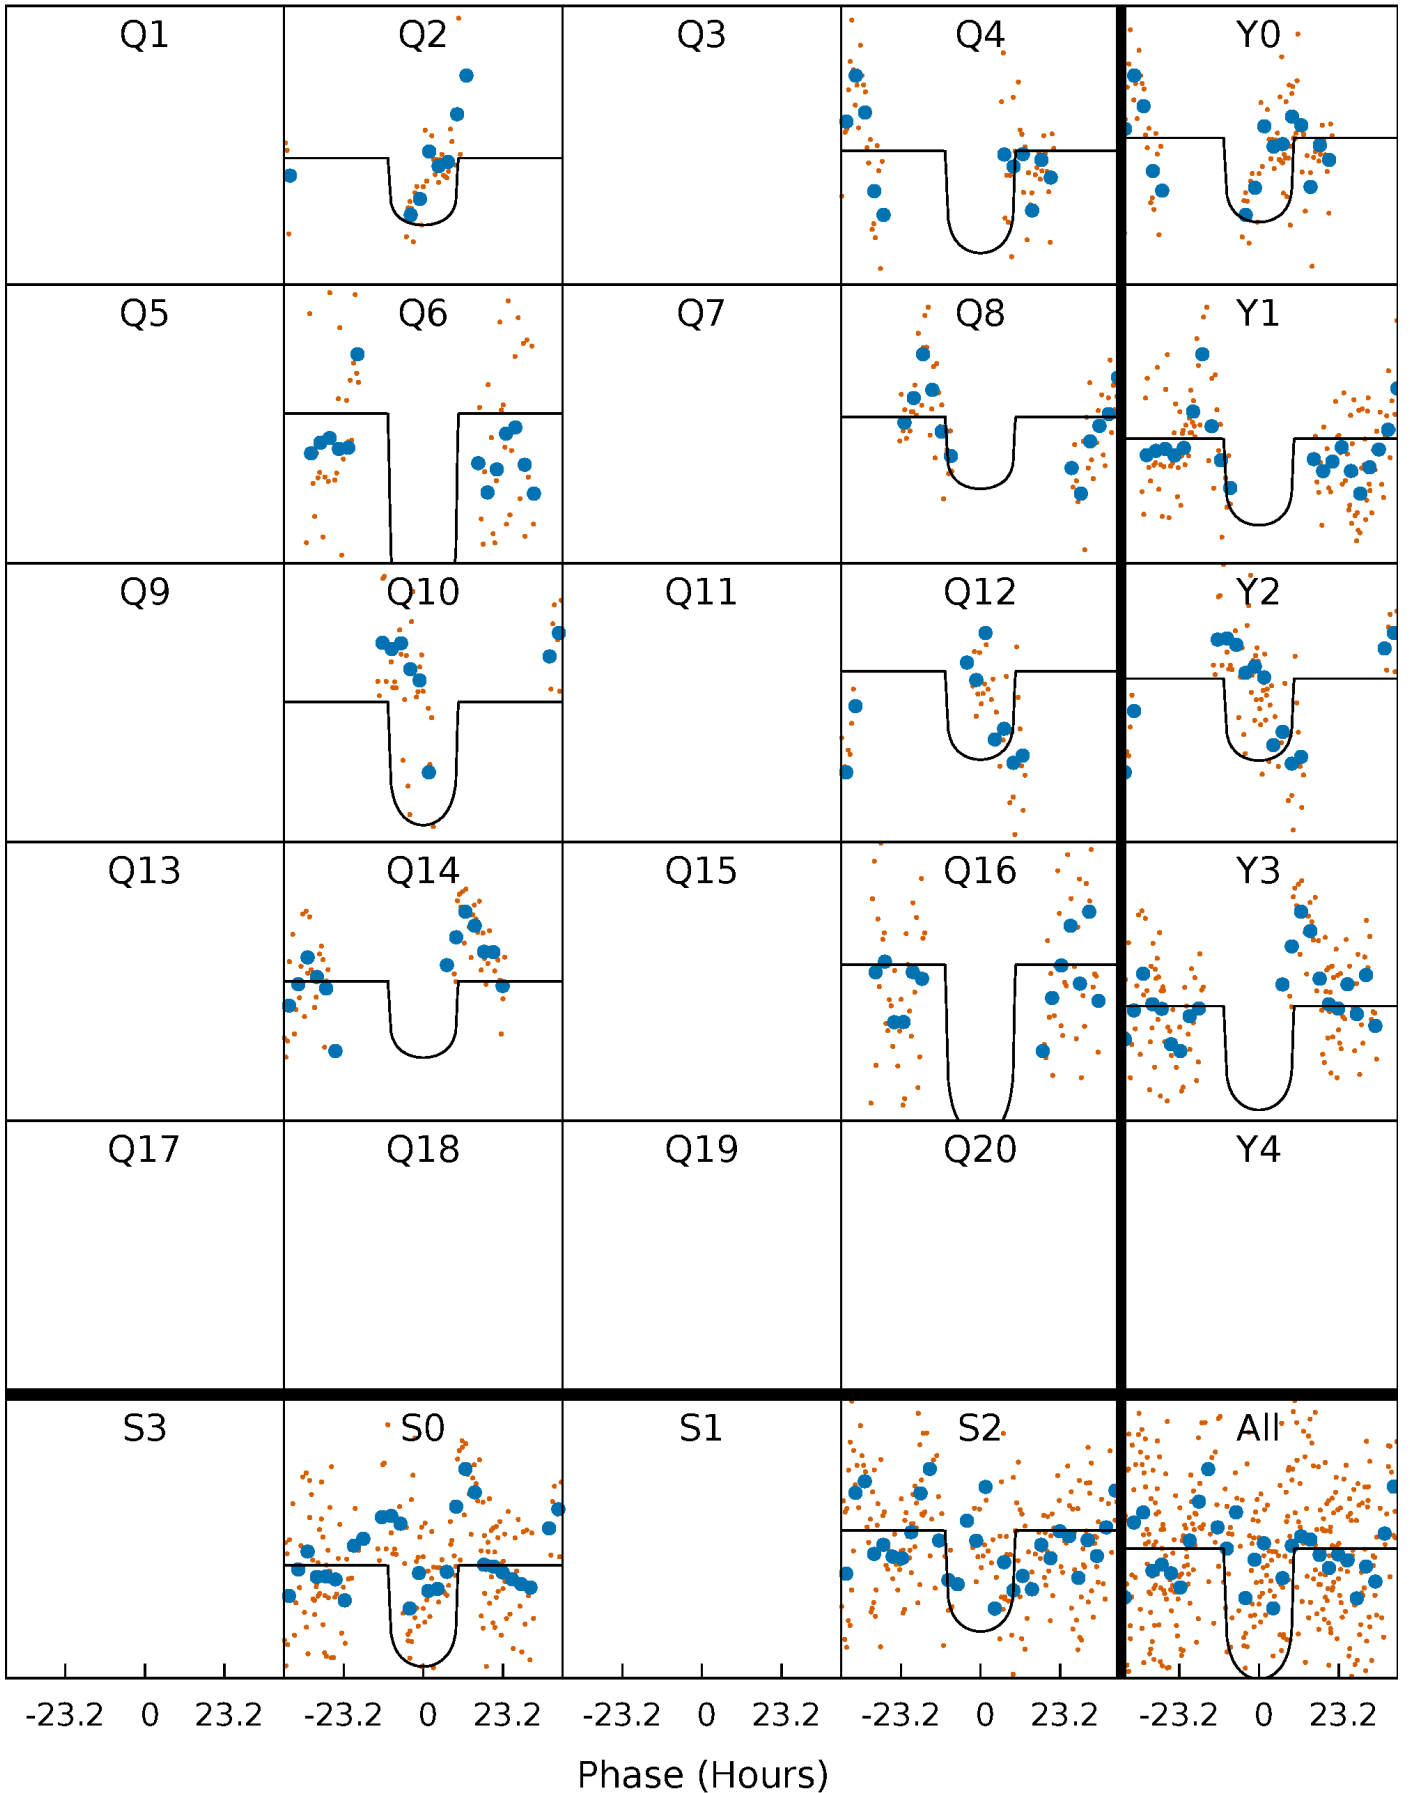 Q1 Q2 Q3 Q4 Y0
Q5 Q6 Q7 Q8 Y1
Q9 Q10 Q11 Q12 Y2
Q13 Q14 Q15 Q16 Y3
Q17 Q18 Q19 Q20 Y4
S3 S0 S1 S2 All
-23.2 0 23.2 -23.2 0 23.2 -23.2 0 23.2 -23.2 0 23.2 -23.2 0 23.2
Phase (Hours)